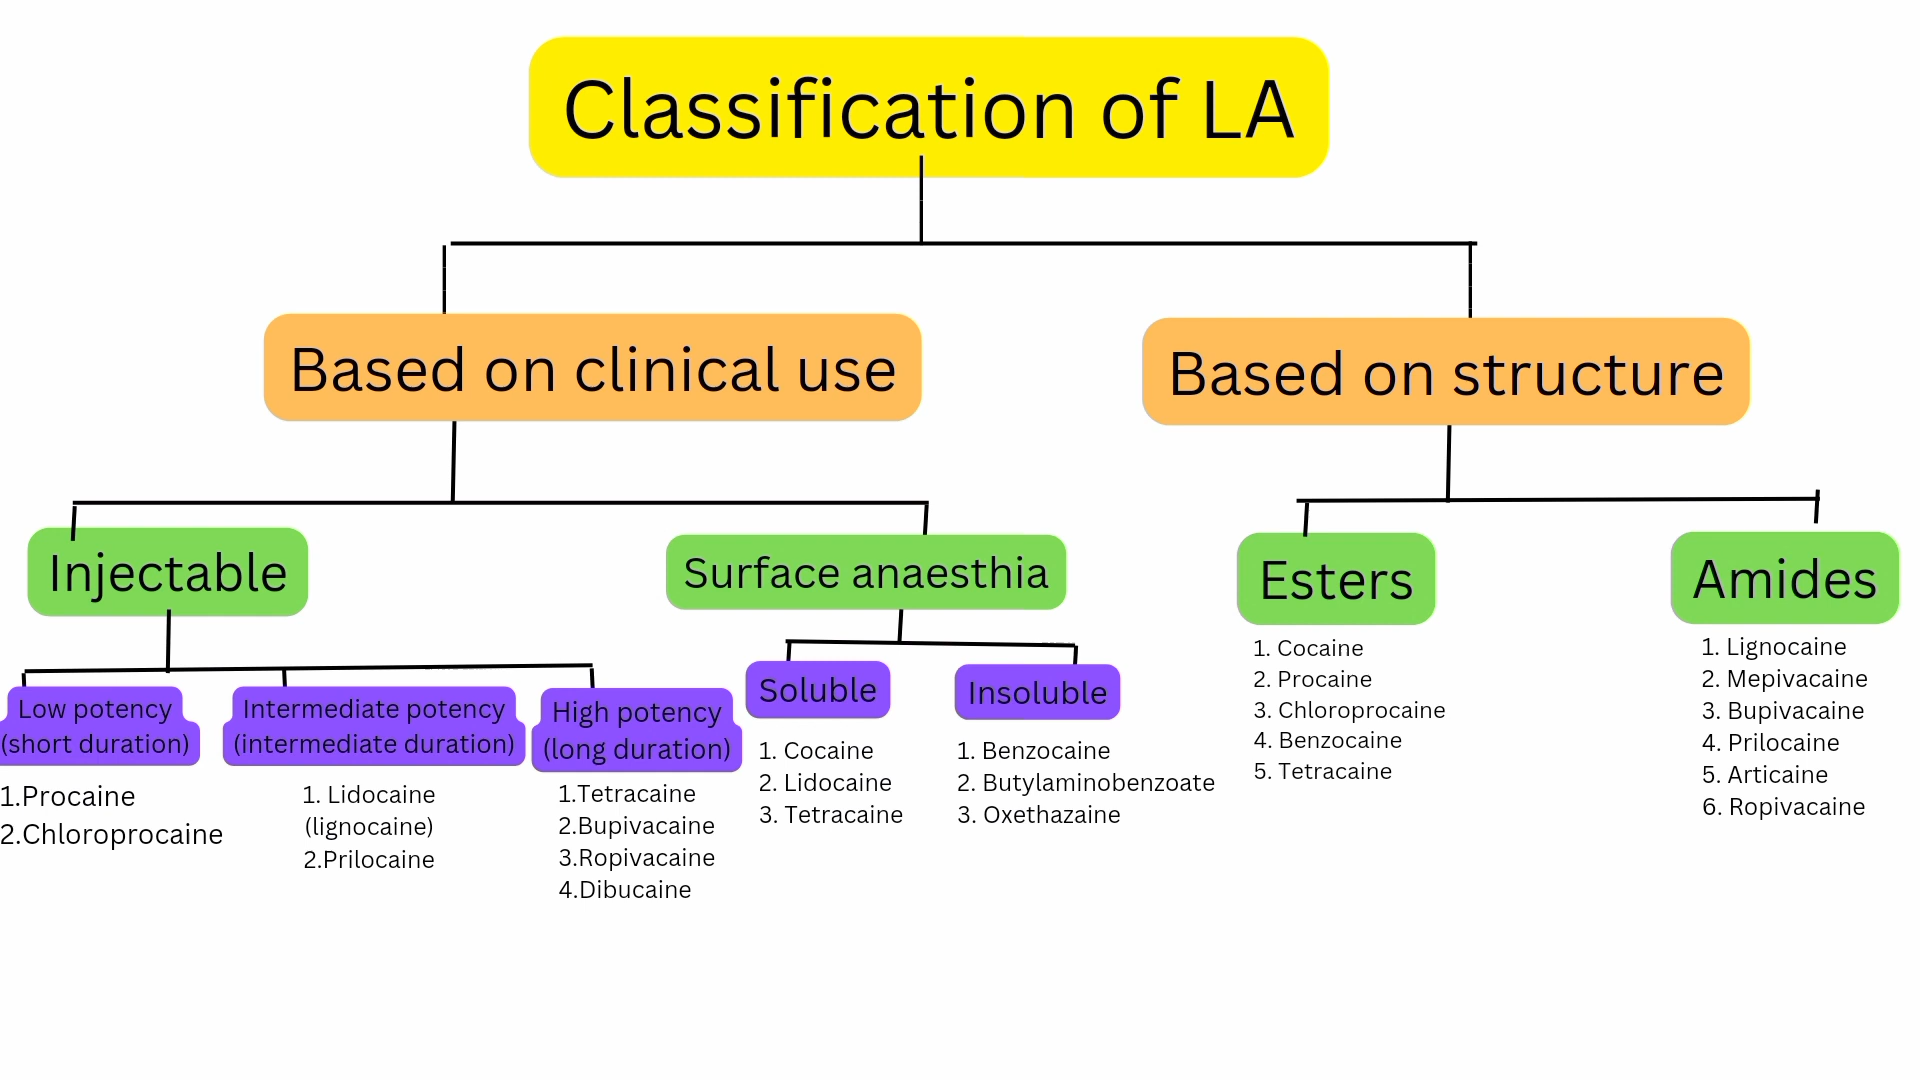 Classification of LA
Based on clinical use
Based on structure
Injectable
Surface anaesthia
Esters
Amides
Low potency
(short duration)
1.Procaine
2.Chloroprocaine
Intermediate potency
(intermediate duration)
1. Lidocaine
(lignocaine)
2.Prilocaine
High potency
(long duration)
1.Tetracaine
2.Bupivacaine
3.Ropivacaine
4.Dibucaine
Soluble
1. Cocaine
2. Lidocaine
3. Tetracaine
Insoluble
1. Benzocaine
2. Butylaminobenzoate
3. Oxethazaine
1. Cocaine
2. Procaine
3. Chloroprocaine
4. Benzocaine
5. Tetracaine
1. Lignocaine
2. Mepivacaine
3. Bupivacaine
4. Prilocaine
5. Articaine
6. Ropivacaine